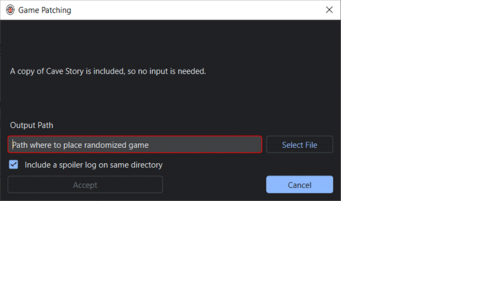 Game Patching
A copy of Cave Story is included, so no input is needed.
Output Path
Path where to place randomized game
Select File
Include a spoiler log on same directory
Accept
Cancel